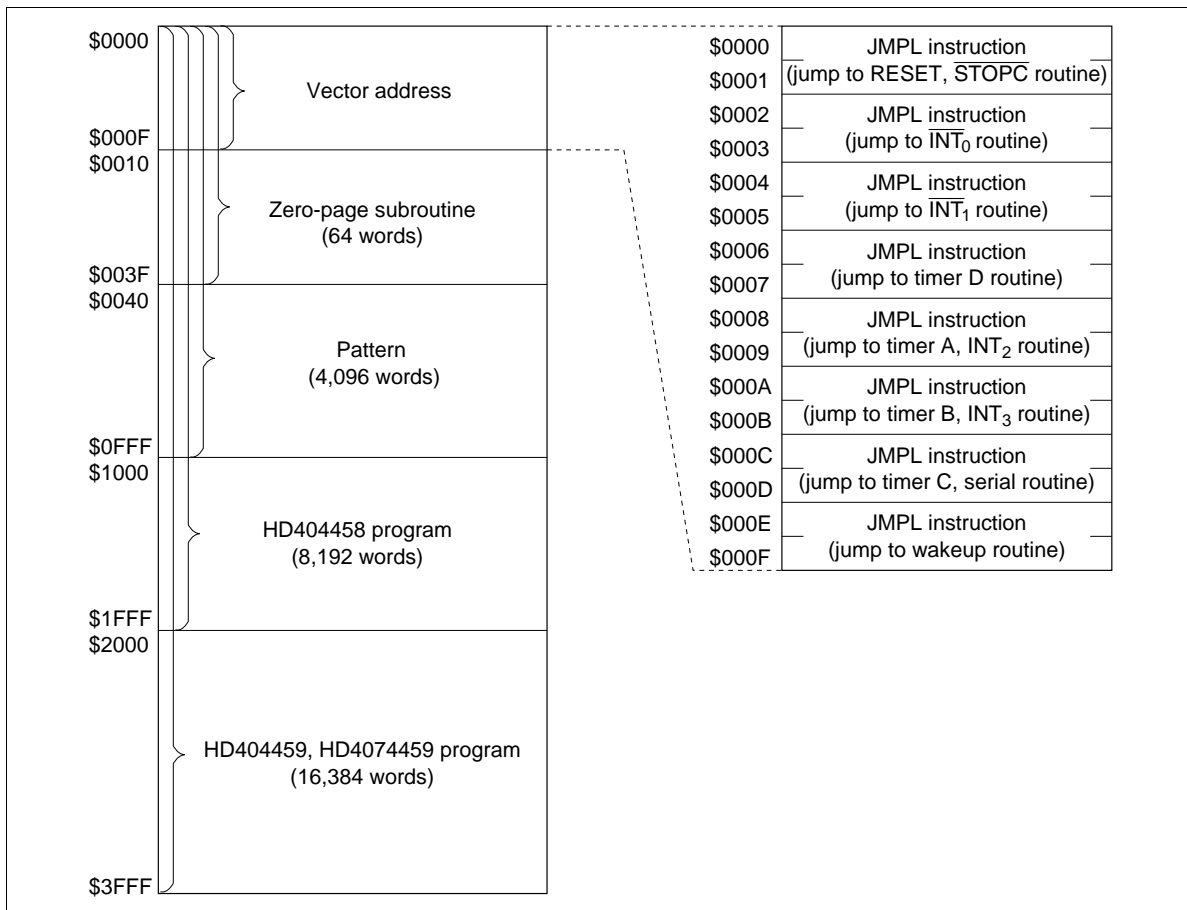 $0000
Vector address
$000F
$0010
Zero-page subroutine
(64 words)
$003F
$0040
Pattern
(4,096 words)
$0FFF
$1000
HD404458 program
(8,192 words)
$1FFF
$2000
HD404459, HD4074459 program
(16,384 words)
$3FFF
$0000
JMPL instruction
$0001
(jump to RESET, STOPC routine)
$0002
JMPL instruction
$0003
(jump to INT0 routine)
$0004
JMPL instruction
$0005
(jump to INT1 routine)
$0006
JMPL instruction
$0007
(jump to timer D routine)
$0008
JMPL instruction
$0009
(jump to timer A, INT2 routine)
$000A
JMPL instruction
$000B
(jump to timer B, INT3 routine)
$000C
JMPL instruction
$000D
(jump to timer C, serial routine)
$000E
JMPL instruction
$000F
(jump to wakeup routine)